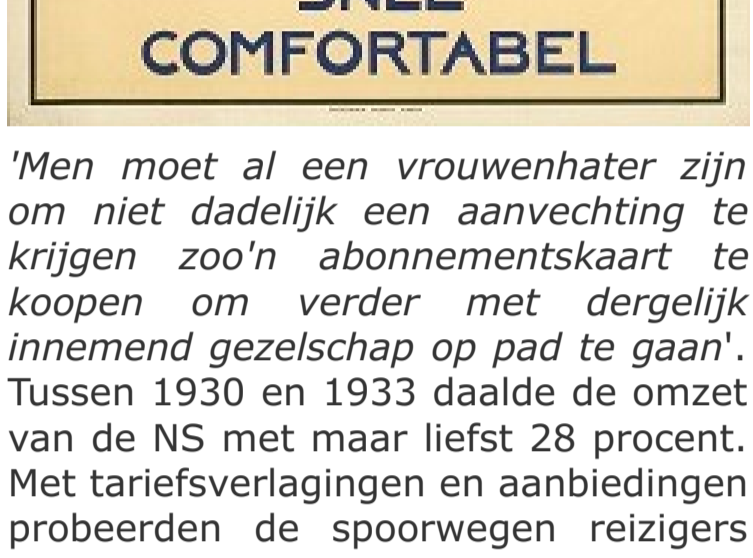 COMFORTABEL
'Men moet al een vrouwenhater zijn
om niet dadelijk een aanvechting te
krijgen zoo'n abonnementskaart te
koopen om verder met dergelijk
innemend gezelschap op pad te gaan'.
Tussen 1930 en 1933 daalde de omzet
van de NS met maar liefst 28 procent.
Met tariefsverlagingen en aanbiedingen
probeerden de spoorwegen reizigers